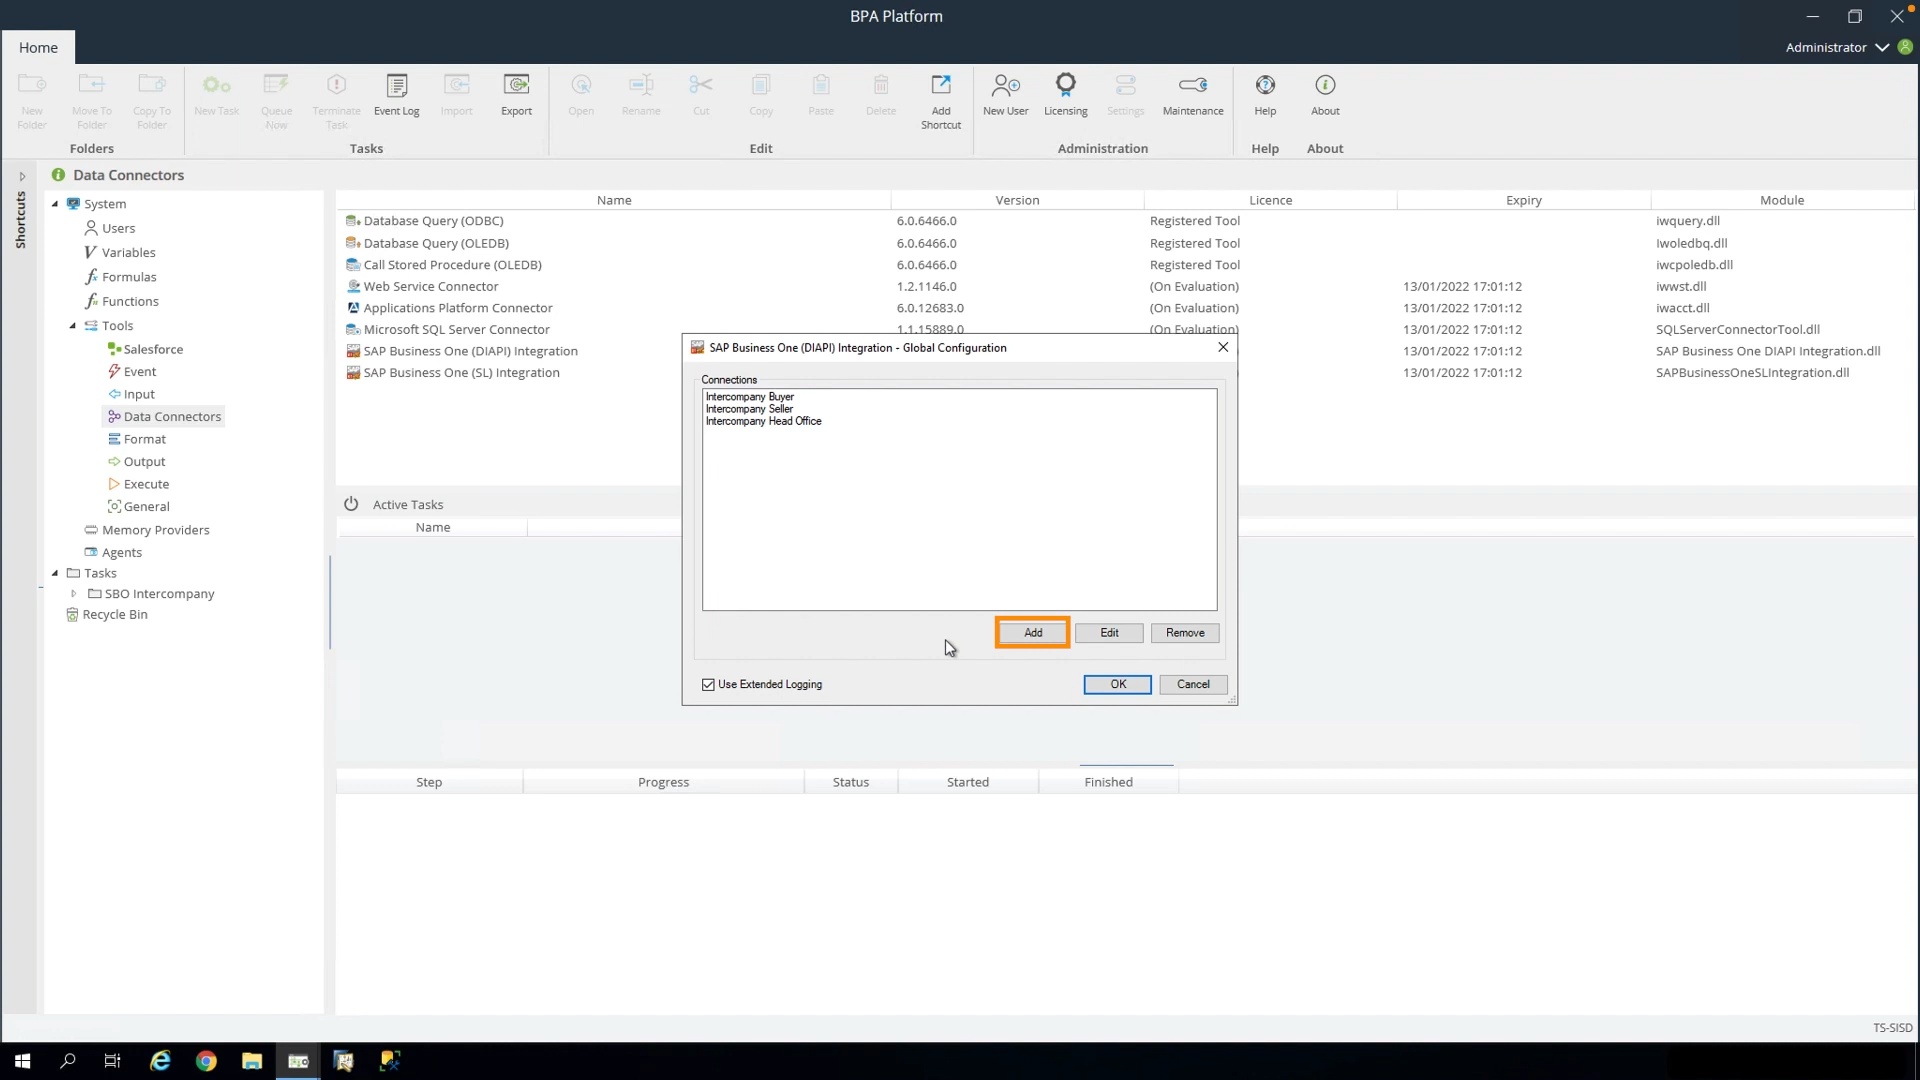 BPA Platform
Home
Administrator
New Folder
Move To Folder
Copy To Folder
New Task
Queue Now
Terminate Task
Event Log
Import
Export
Open
Rename
Cut
Copy
Paste
Delete
Add Shortcut
New User
Licensing
Settings
Maintenance
Help
About
Folders
Tasks
Edit
Administration
Help
About
Shortcuts
Data Connectors
System
Users
Variables
Formulas
Functions
Tools
Salesforce
Event
Input
Data Connectors
Format
Output
Execute
General
Memory Providers
Agents
Tasks
SBO Intercompany
Recycle Bin
Name Version Licence Expiry Module
Database Query (ODBC) 6.0.6466.0 Registered Tool iwquery.dll
Database Query (OLEDB) 6.0.6466.0 Registered Tool iwoledbq.dll
Call Stored Procedure (OLEDB) 6.0.6466.0 Registered Tool iwcpoledb.dll
Web Service Connector 1.2.1146.0 (On Evaluation) 13/01/2022 17:01:12 iwwst.dll
Applications Platform Connector 6.0.12683.0 (On Evaluation) 13/01/2022 17:01:12 iwacct.dll
Microsoft SQL Server Connector 1.1.15889.0 (On Evaluation) 13/01/2022 17:01:12 SQLServerConnectorTool.dll
SAP Business One (DIAPI) Integration 13/01/2022 17:01:12 SAP Business One DIAPI Integration.dll
SAP Business One (SL) Integration 13/01/2022 17:01:12 SAPBusinessOneSLIntegration.dll
SAP Business One (DIAPI) Integration - Global Configuration
Connections
Intercompany Buyer
Intercompany Seller
Intercompany Head Office
Add Edit Remove
Use Extended Logging
OK Cancel
Active Tasks
Name
Step Progress Status Started Finished
TS-SISD